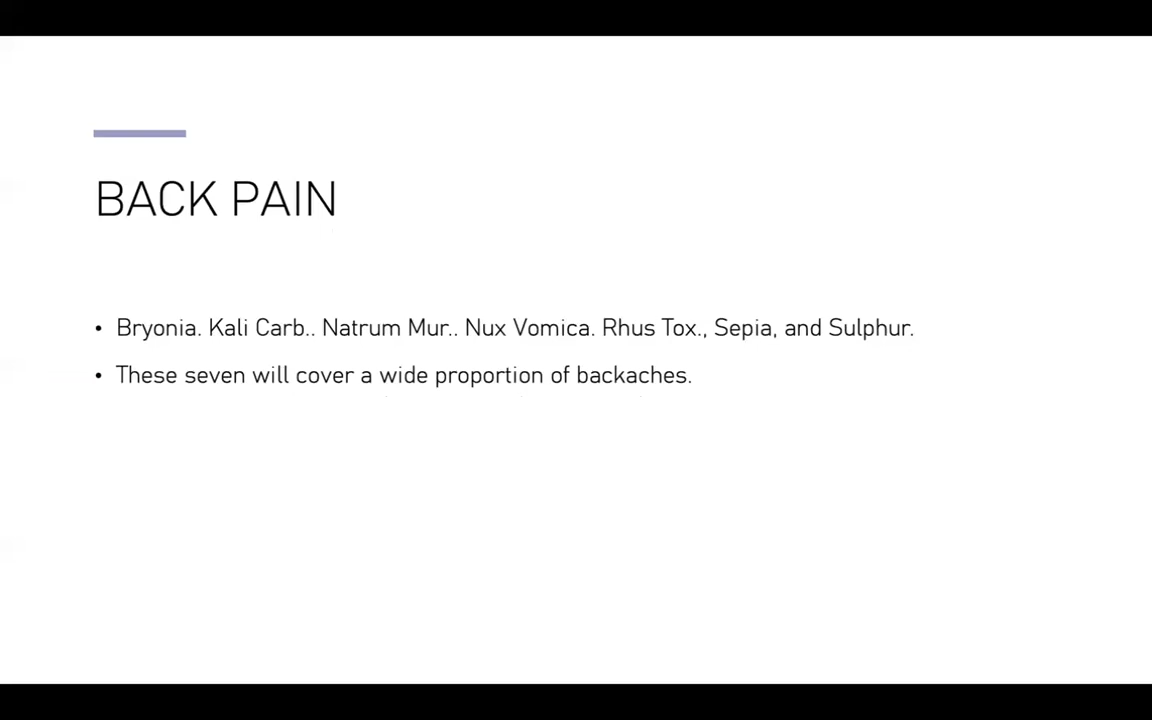 BACK PAIN
• Bryonia. Kali Carb.. Natrum Mur.. Nux Vomica. Rhus Tox., Sepia, and Sulphur.
• These seven will cover a wide proportion of backaches.